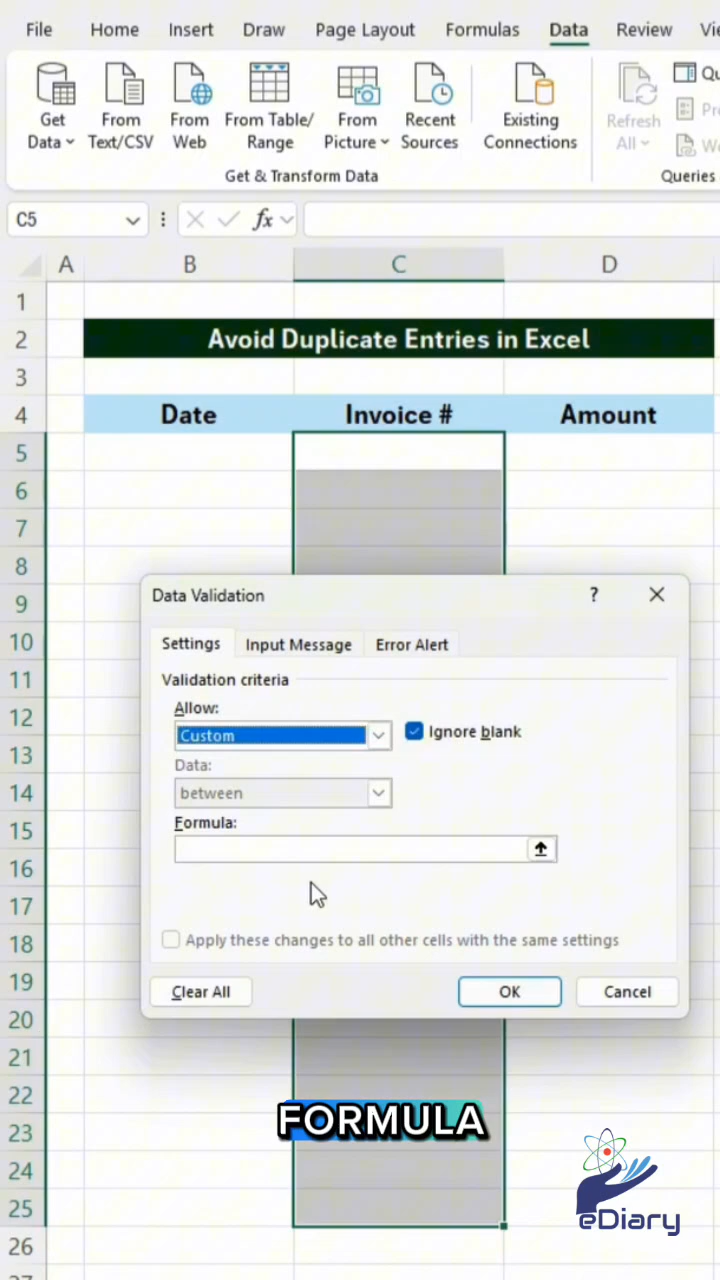 File Home Insert Draw Page Layout Formulas Data Review
Get Data From Text/CSV From Web From Table/ Range From Picture Recent Sources Existing Connections Refresh All
Get & Transform Data Queries
C5 fx
A B C D
1
2 Avoid Duplicate Entries in Excel
3
4 Date Invoice # Amount
5
6
7
8
9 Data Validation ?
10 Settings Input Message Error Alert
11 Validation criteria
Allow:
12 Custom Ignore blank
13 Data:
14 between
15 Formula:
16
17
18 Apply these changes to all other cells with the same settings
19 Clear All OK Cancel
20
21
22
23 FORMULA
24
25 eDiary
26